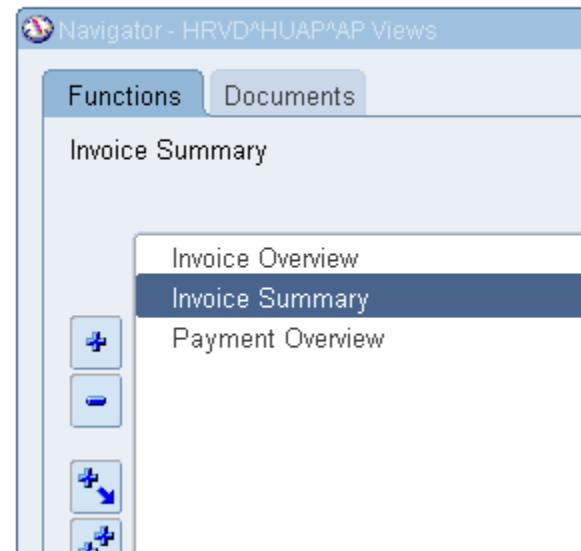 Navigator - HRVD^HUAP^AP Views
Functions Documents
Invoice Summary
Invoice Overview
Invoice Summary
Payment Overview